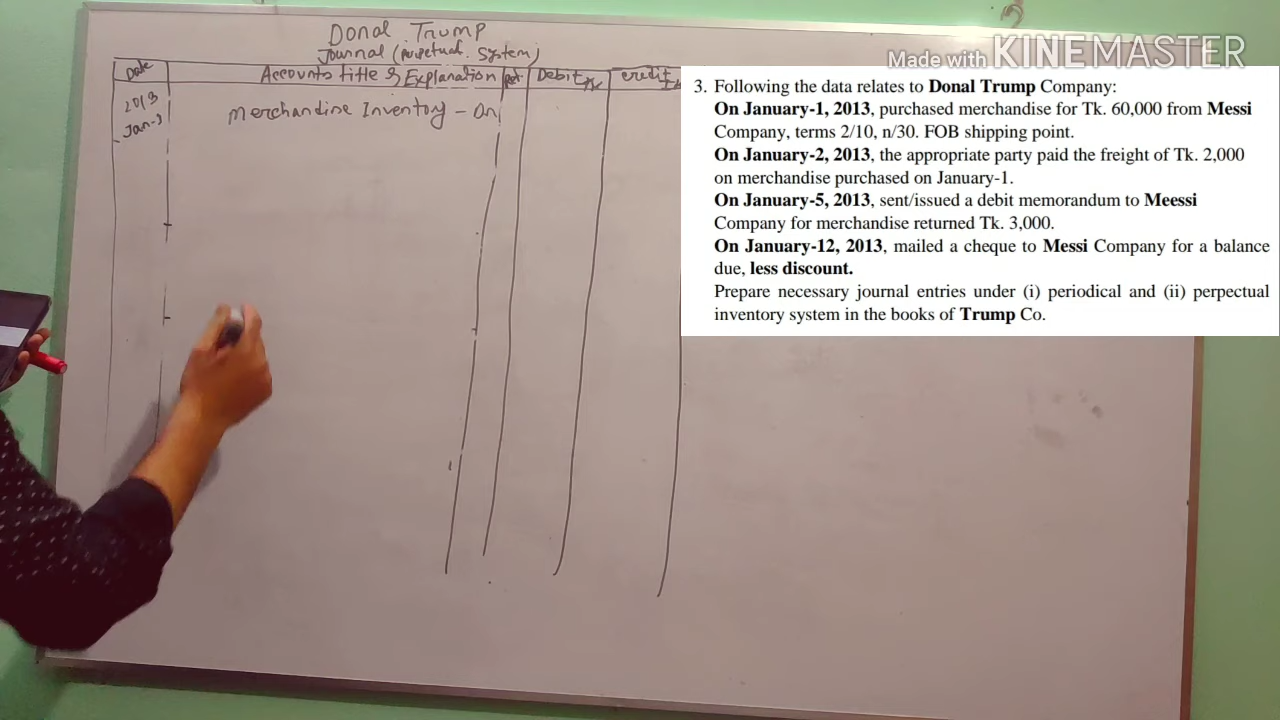 Made with KINEMASTER
Donal Trump
Journal (Perpetual System)
Date Accounts title & Explanation Ref Debit Tk Credit Tk
2013
Jan-1
Merchandise Inventory - Dr
3. Following the data relates to Donal Trump Company:
On January-1, 2013, purchased merchandise for Tk. 60,000 from Messi
Company, terms 2/10, n/30. FOB shipping point.
On January-2, 2013, the appropriate party paid the freight of Tk. 2,000
on merchandise purchased on January-1.
On January-5, 2013, sent/issued a debit memorandum to Meessi
Company for merchandise returned Tk. 3,000.
On January-12, 2013, mailed a cheque to Messi Company for a balance
due, less discount.
Prepare necessary journal entries under (i) periodical and (ii) perpectual
inventory system in the books of Trump Co.